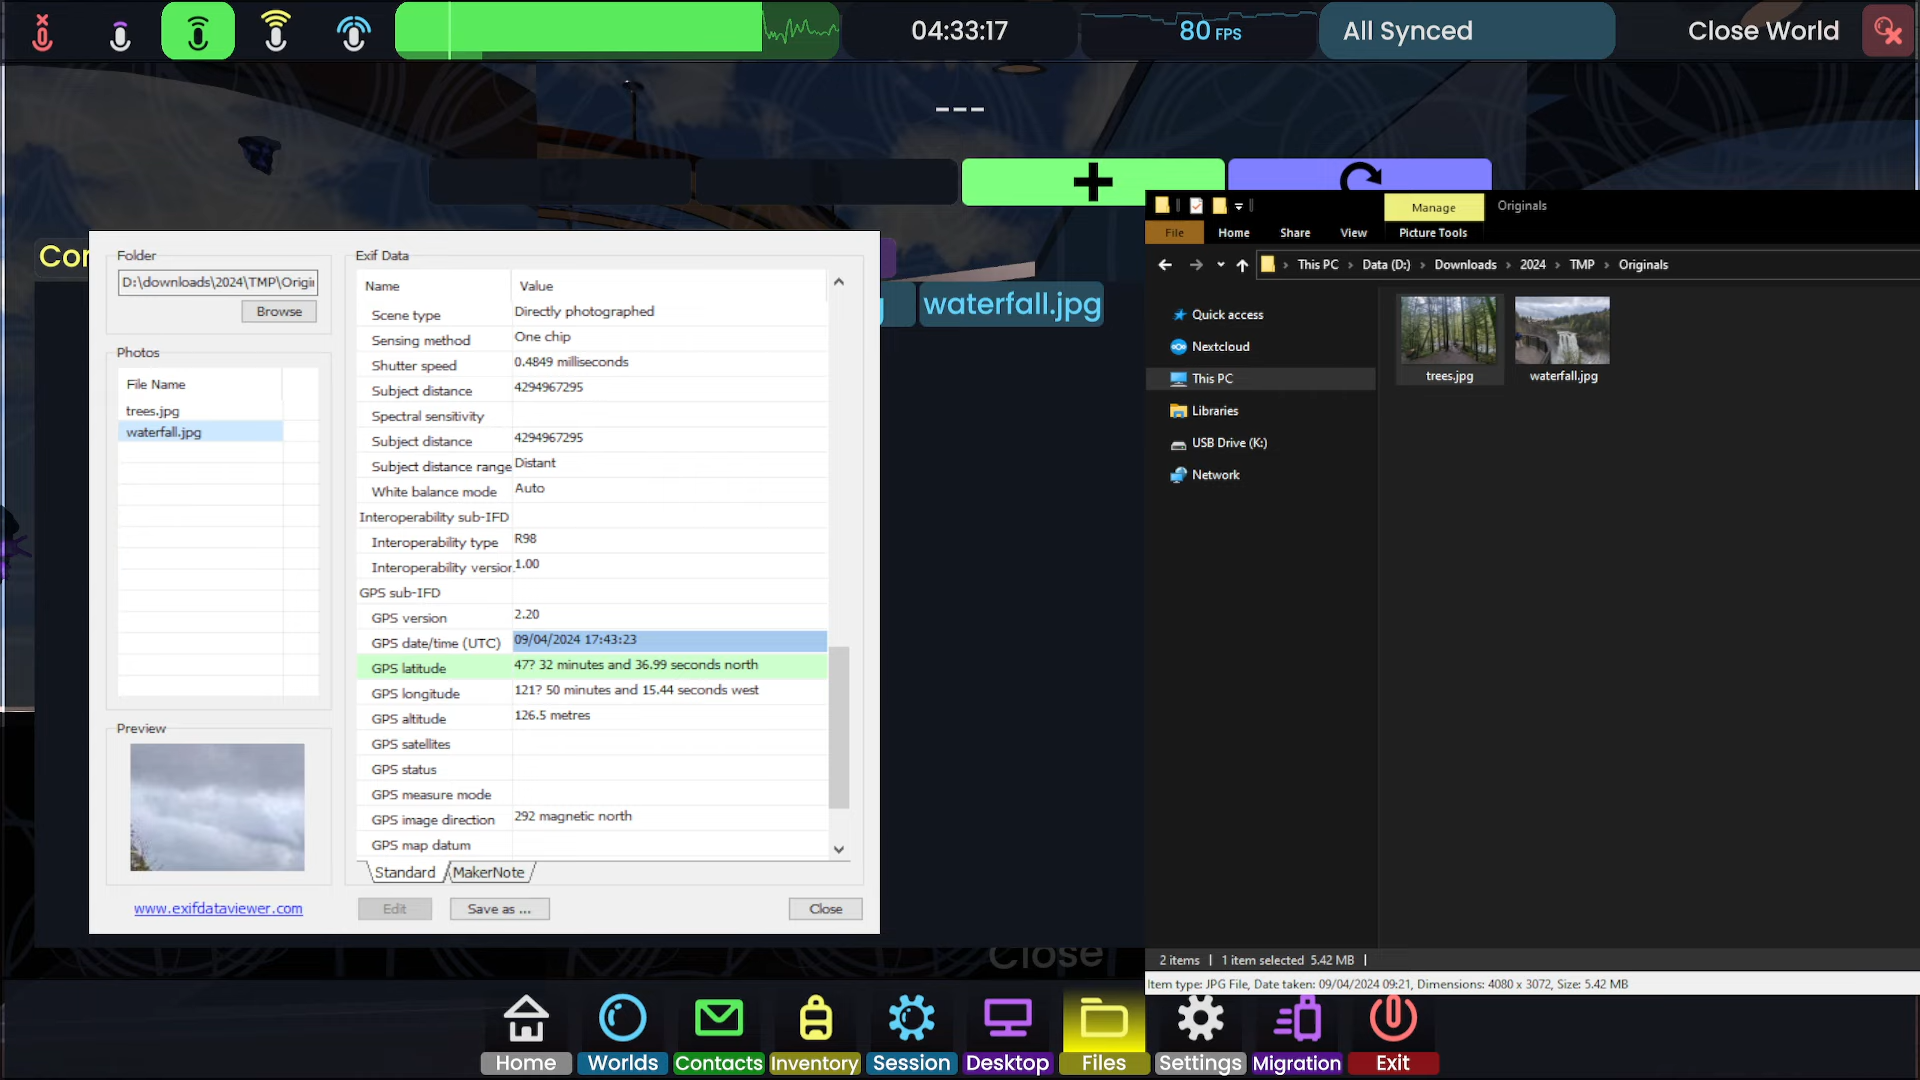 04:33:17
80 FPS
All Synced
Close World
---
Manage
Originals
File
Home
Share
View
Picture Tools
This PC
Data (D:)
Downloads
2024
TMP
Originals
Quick access
Nextcloud
This PC
Libraries
USB Drive (K:)
Network
trees.jpg
waterfall.jpg
2 items
1 item selected 5.42 MB
Item type: JPG File, Date taken: 09/04/2024 09:21, Dimensions: 4080 x 3072, Size: 5.42 MB
waterfall.jpg
Folder
D:\downloads\2024\TMP\Origin
Browse
Photos
File Name
trees.jpg
waterfall.jpg
Preview
www.exifdataviewer.com
Exif Data
Name Value
Scene type Directly photographed
Sensing method One chip
Shutter speed 0.4849 milliseconds
Subject distance 4294967295
Spectral sensitivity
Subject distance 4294967295
Subject distance range Distant
White balance mode Auto
Interoperability sub-IFD
Interoperability type R98
Interoperability version 1.00
GPS sub-IFD
GPS version 2.20
GPS date/time (UTC) 09/04/2024 17:43:23
GPS latitude 47? 32 minutes and 36.99 seconds north
GPS longitude 121? 50 minutes and 15.44 seconds west
GPS altitude 126.5 metres
GPS satellites
GPS status
GPS measure mode
GPS image direction 292 magnetic north
GPS map datum
Standard MakerNote
Edit
Save as ...
Close
Close
Home
Worlds
Contacts
Inventory
Session
Desktop
Files
Settings
Migration
Exit